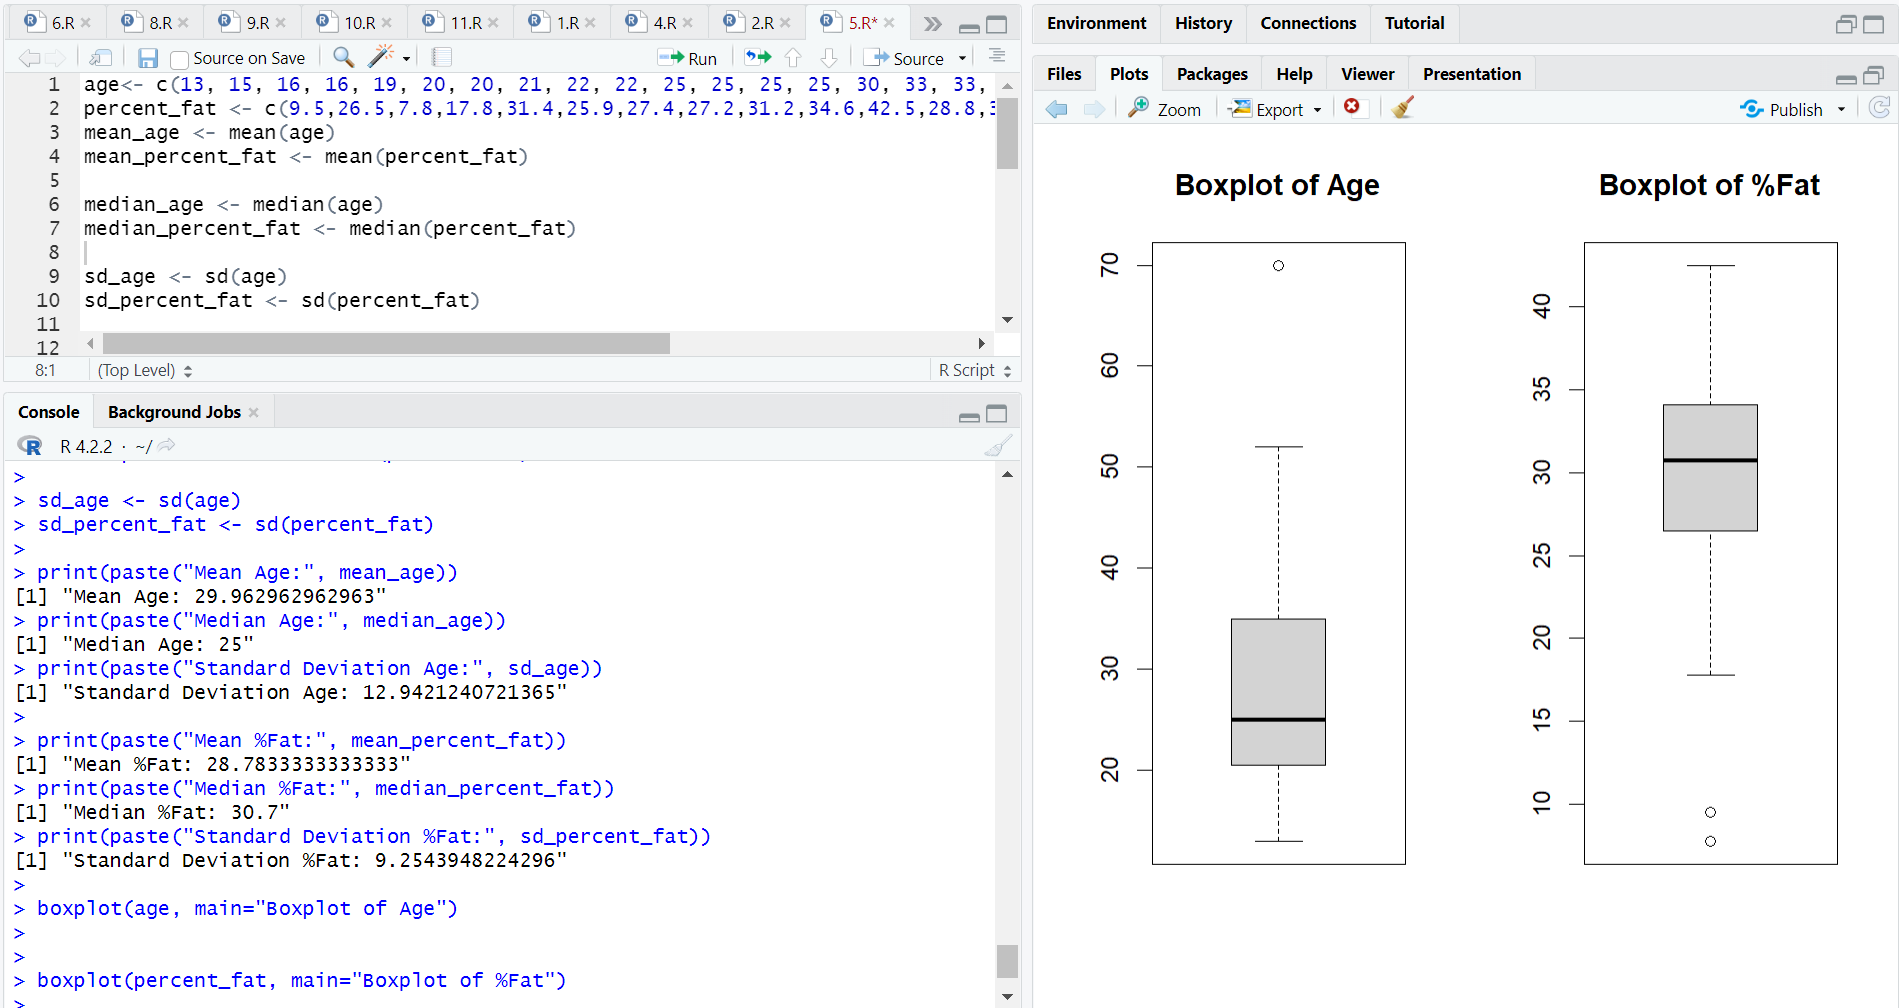 6.R
8.R
9.R
10.R
11.R
1.R
4.R
2.R
5.R*
Source on Save
Run
Source
1 age<- c(13, 15, 16, 16, 19, 20, 20, 21, 22, 22, 25, 25, 25, 25, 30, 33, 33,
2 percent_fat <- c(9.5,26.5,7.8,17.8,31.4,25.9,27.4,27.2,31.2,34.6,42.5,28.8,
3 mean_age <- mean(age)
4 mean_percent_fat <- mean(percent_fat)
5
6 median_age <- median(age)
7 median_percent_fat <- median(percent_fat)
8
9 sd_age <- sd(age)
10 sd_percent_fat <- sd(percent_fat)
11
12
8:1 (Top Level) R Script
Console Background Jobs
R R 4.2.2 · ~/
>
> sd_age <- sd(age)
> sd_percent_fat <- sd(percent_fat)
>
> print(paste("Mean Age:", mean_age))
[1] "Mean Age: 29.962962962963"
> print(paste("Median Age:", median_age))
[1] "Median Age: 25"
> print(paste("Standard Deviation Age:", sd_age))
[1] "Standard Deviation Age: 12.9421240721365"
>
> print(paste("Mean %Fat:", mean_percent_fat))
[1] "Mean %Fat: 28.7833333333333"
> print(paste("Median %Fat:", median_percent_fat))
[1] "Median %Fat: 30.7"
> print(paste("Standard Deviation %Fat:", sd_percent_fat))
[1] "Standard Deviation %Fat: 9.2543948224296"
>
> boxplot(age, main="Boxplot of Age")
>
>
> boxplot(percent_fat, main="Boxplot of %Fat")
>
Environment History Connections Tutorial
Files Plots Packages Help Viewer Presentation
Zoom Export Publish
Boxplot of Age
70
60
50
40
30
20
Boxplot of %Fat
40
35
30
25
20
15
10